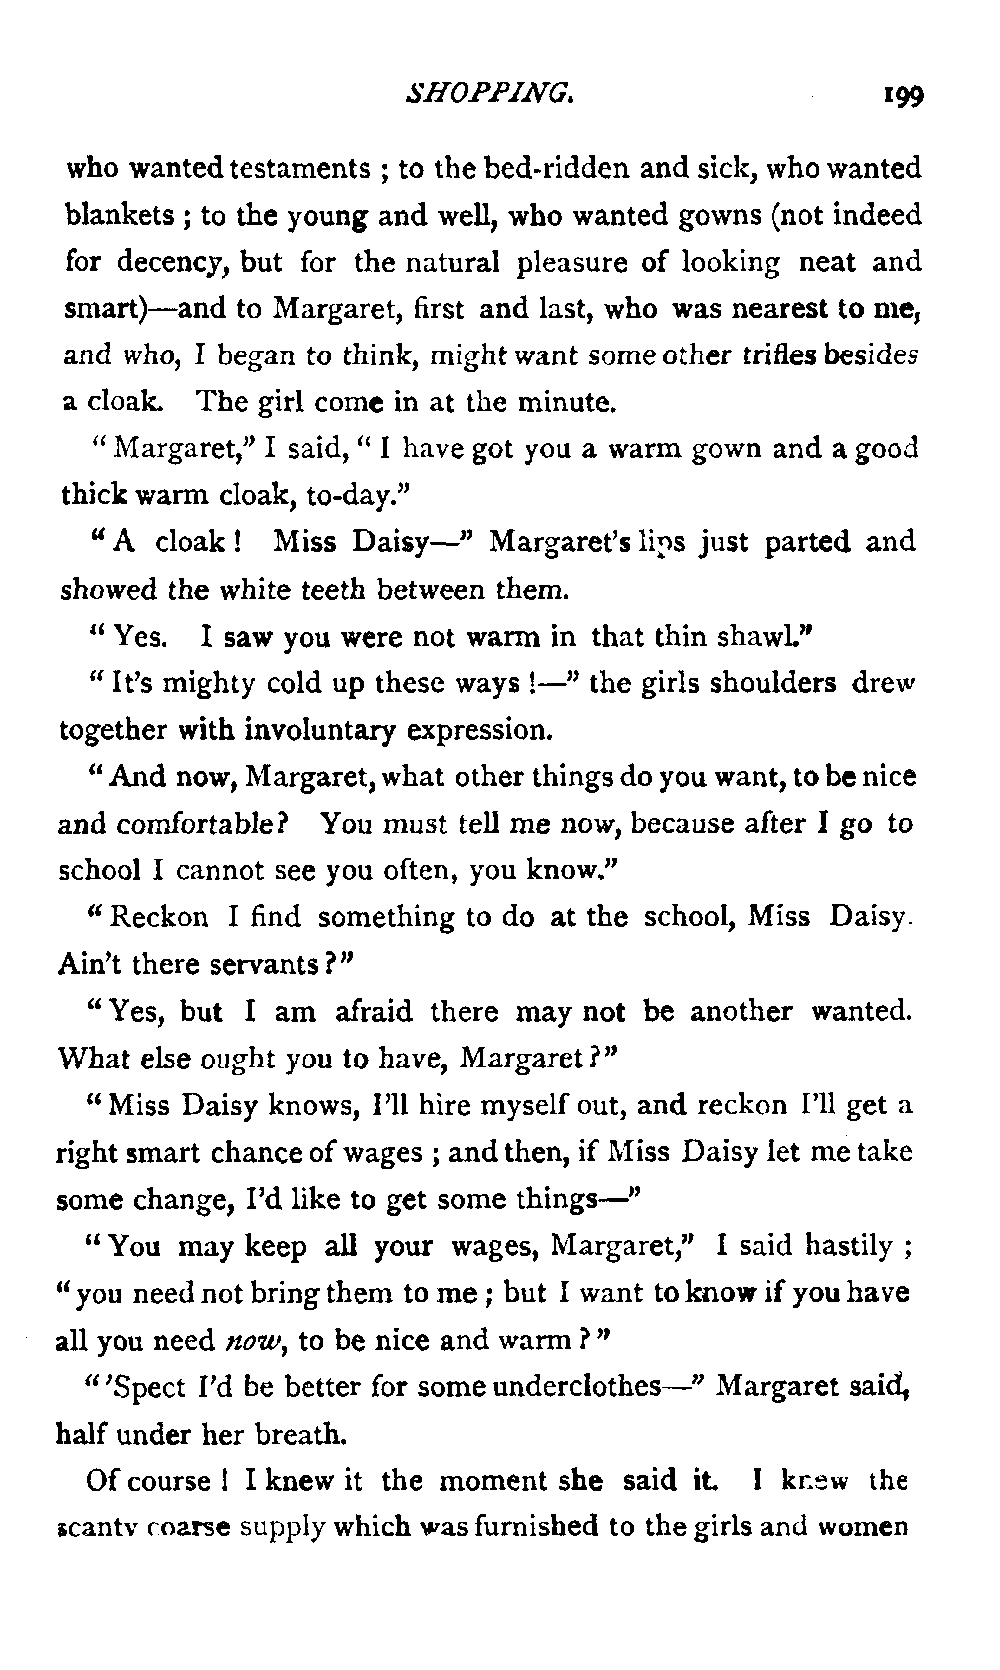 SHOPPING. 199
who wanted testaments ; to the bed-ridden and sick, who wanted
blankets ; to the young and well, who wanted gowns (not indeed
for decency, but for the natural pleasure of looking neat and
smart)—and to Margaret, first and last, who was nearest to me,
and who, I began to think, might want some other trifles besides
a cloak. The girl come in at the minute.
“ Margaret,” I said, “ I have got you a warm gown and a good
thick warm cloak, to-day.”
“ A cloak ! Miss Daisy—” Margaret’s lips just parted and
showed the white teeth between them.
“ Yes. I saw you were not warm in that thin shawl.”
“ It’s mighty cold up these ways !—” the girls shoulders drew
together with involuntary expression.
“ And now, Margaret, what other things do you want, to be nice
and comfortable? You must tell me now, because after I go to
school I cannot see you often, you know.”
“ Reckon I find something to do at the school, Miss Daisy.
Ain’t there servants ?”
“ Yes, but I am afraid there may not be another wanted.
What else ought you to have, Margaret ?”
“ Miss Daisy knows, I’ll hire myself out, and reckon I’ll get a
right smart chance of wages ; and then, if Miss Daisy let me take
some change, I’d like to get some things—”
“ You may keep all your wages, Margaret,” I said hastily ;
“ you need not bring them to me ; but I want to know if you have
all you need now, to be nice and warm ? ”
“ ’Spect I’d be better for some underclothes—” Margaret said,
half under her breath.
Of course ! I knew it the moment she said it. I knew the
scanty coarse supply which was furnished to the girls and women